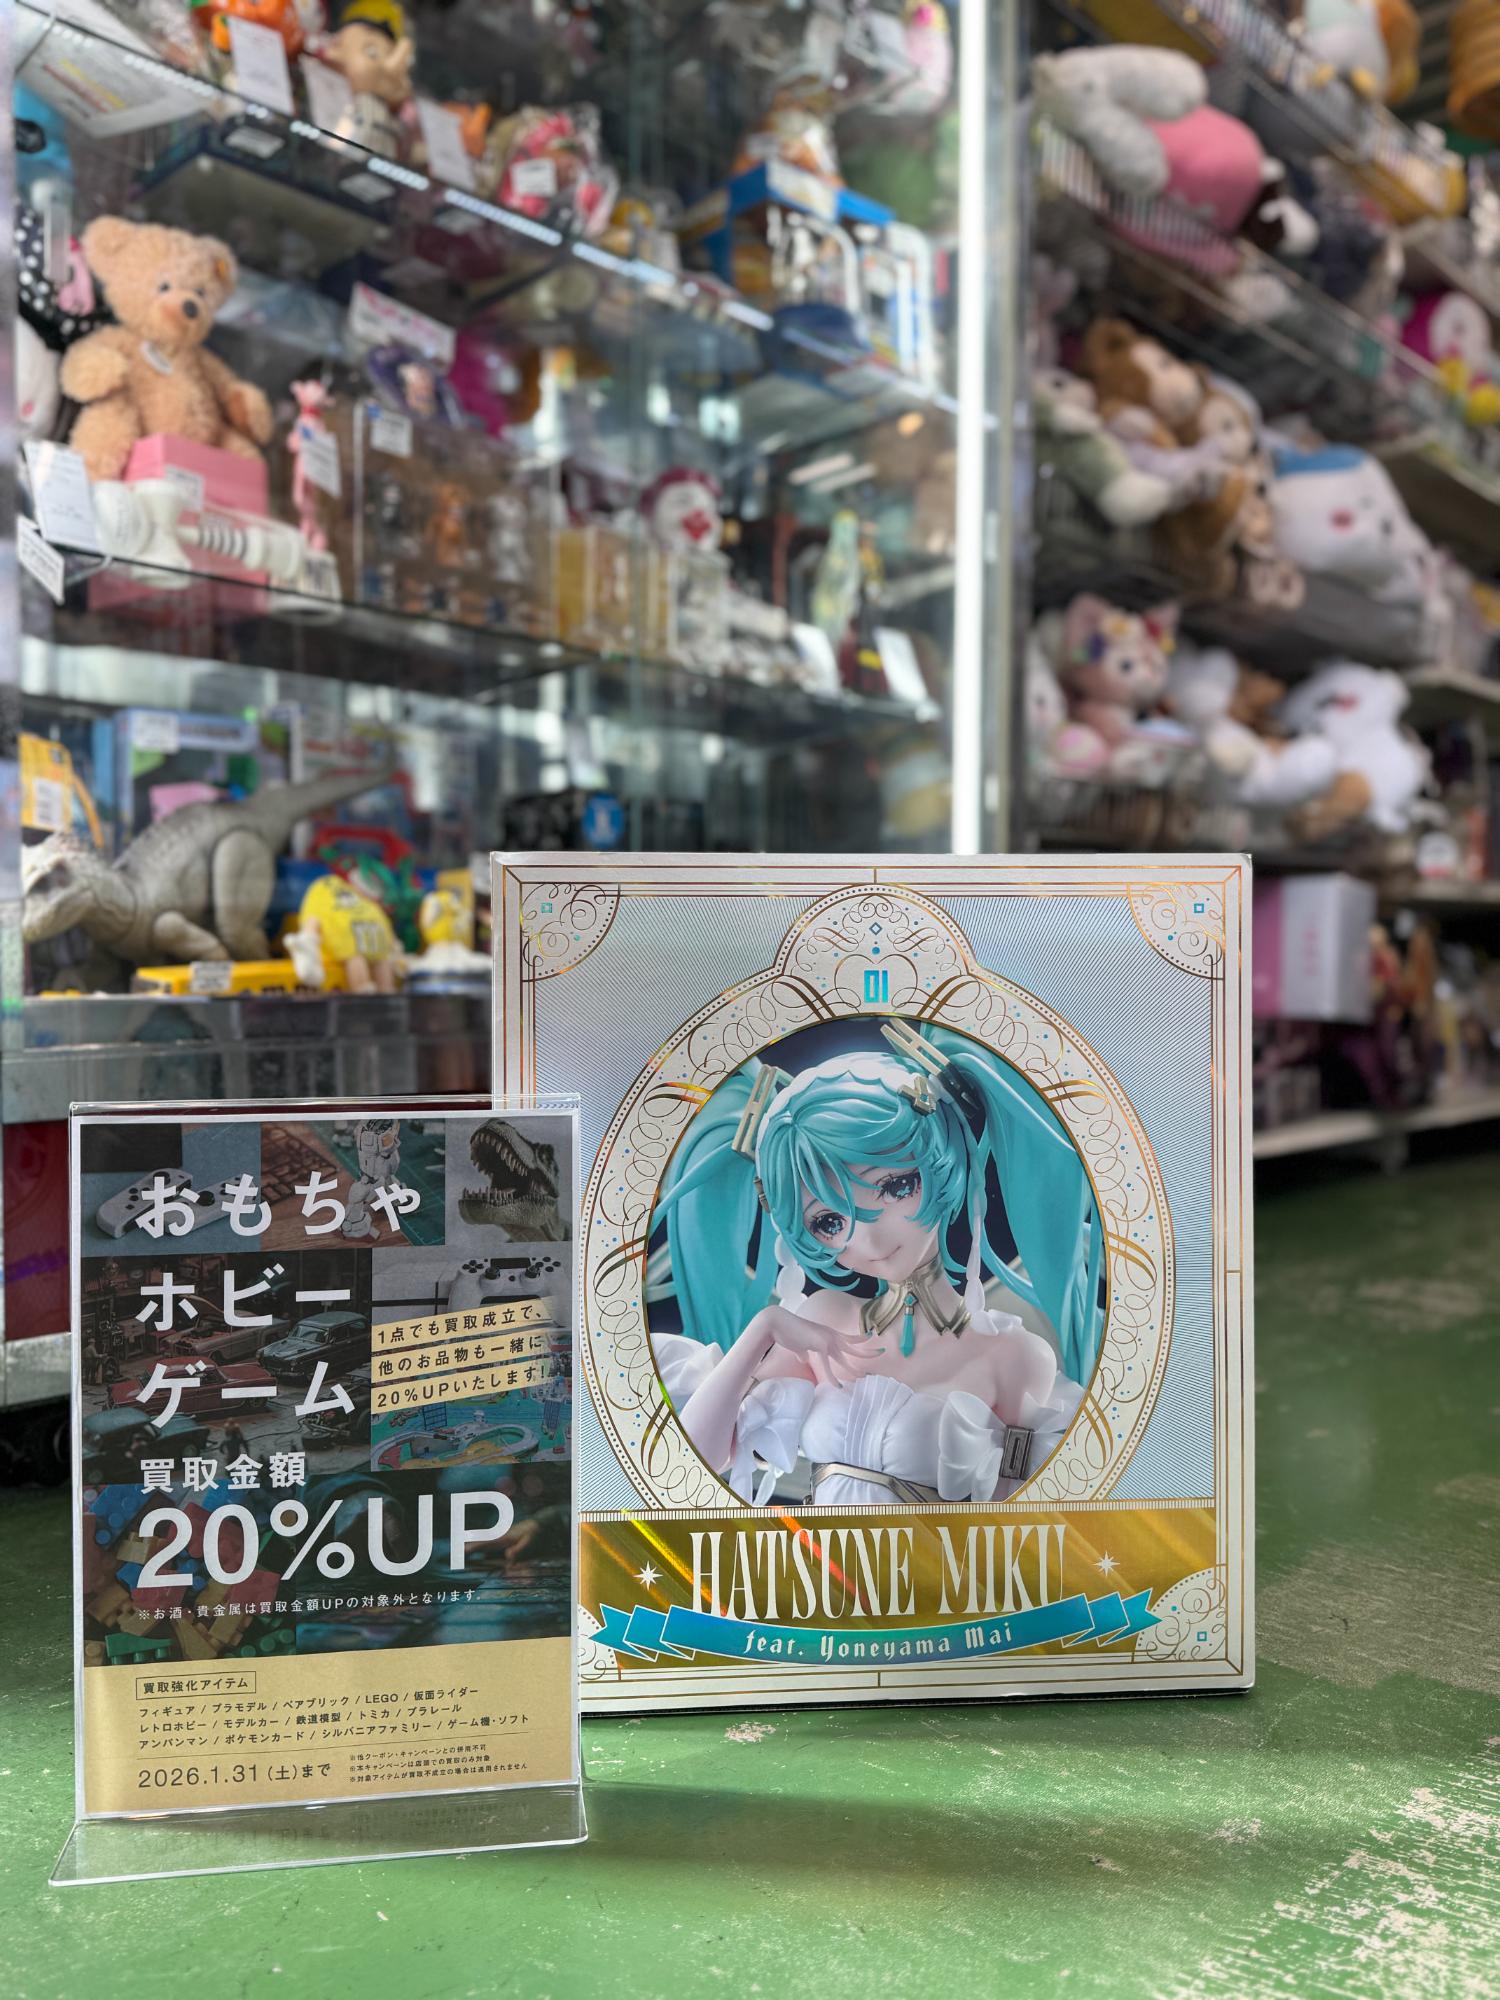 おもちゃ
ホビー
ゲーム
1点でも買取成立で、
他のお品物も一緒に
20%UPいたします!
買取金額
20%UP
※お酒・貴金属は買取金額UPの対象外となります。
買取強化アイテム
フィギュア / プラモデル / ベアブリック / LEGO / 仮面ライダー
レトロホビー / モデルカー / 鉄道模型 / トミカ / プラレール
アンパンマン / ポケモンカード / シルバニアファミリー / ゲーム機・ソフト
2026.1.31(土)まで
※他クーポン・キャンペーンとの併用不可
※本キャンペーンは店頭での買取のみ対象
※対象アイテムが買取不成立の場合は適用されません
01
HATSUNE MIKU
feat. Yoneyama Mai